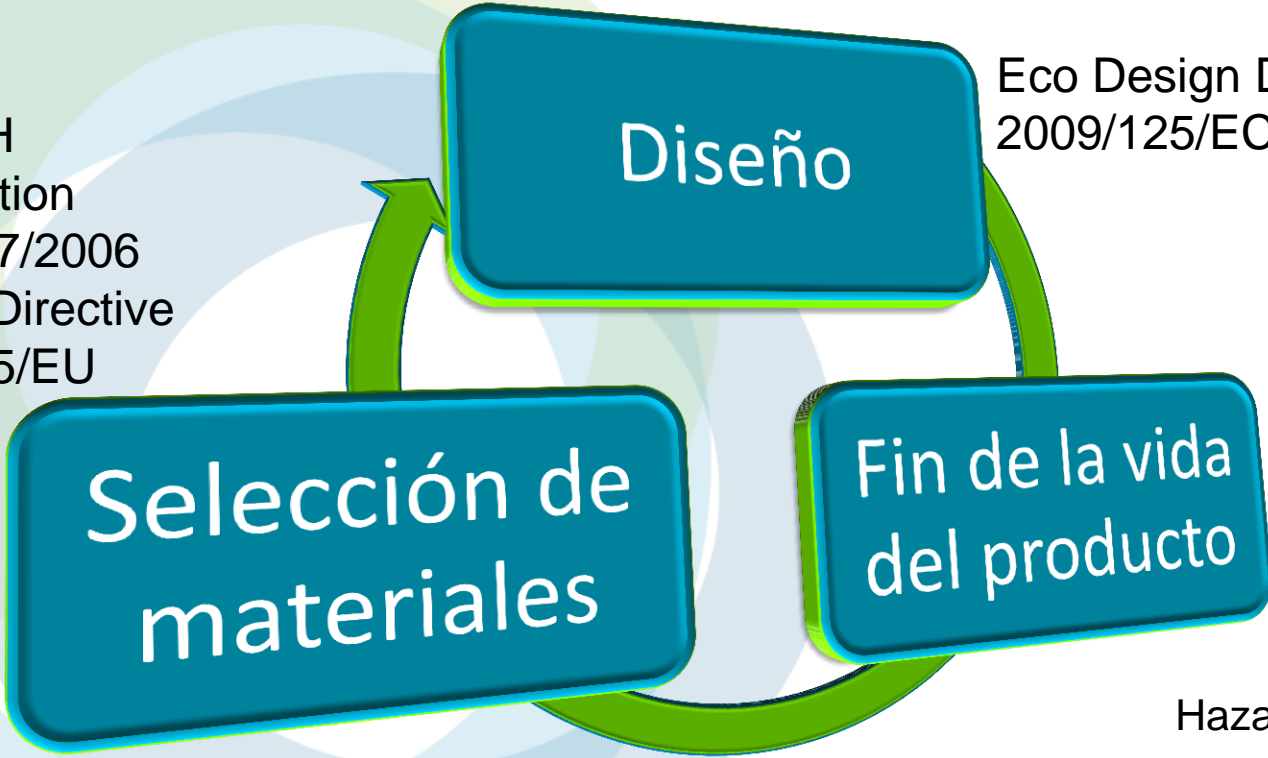 Diseño
Eco Design D
2009/125/EC
H
tion
7/2006
Directive
5/EU
Selección de
materiales
Fin de la vida
del producto
Haza